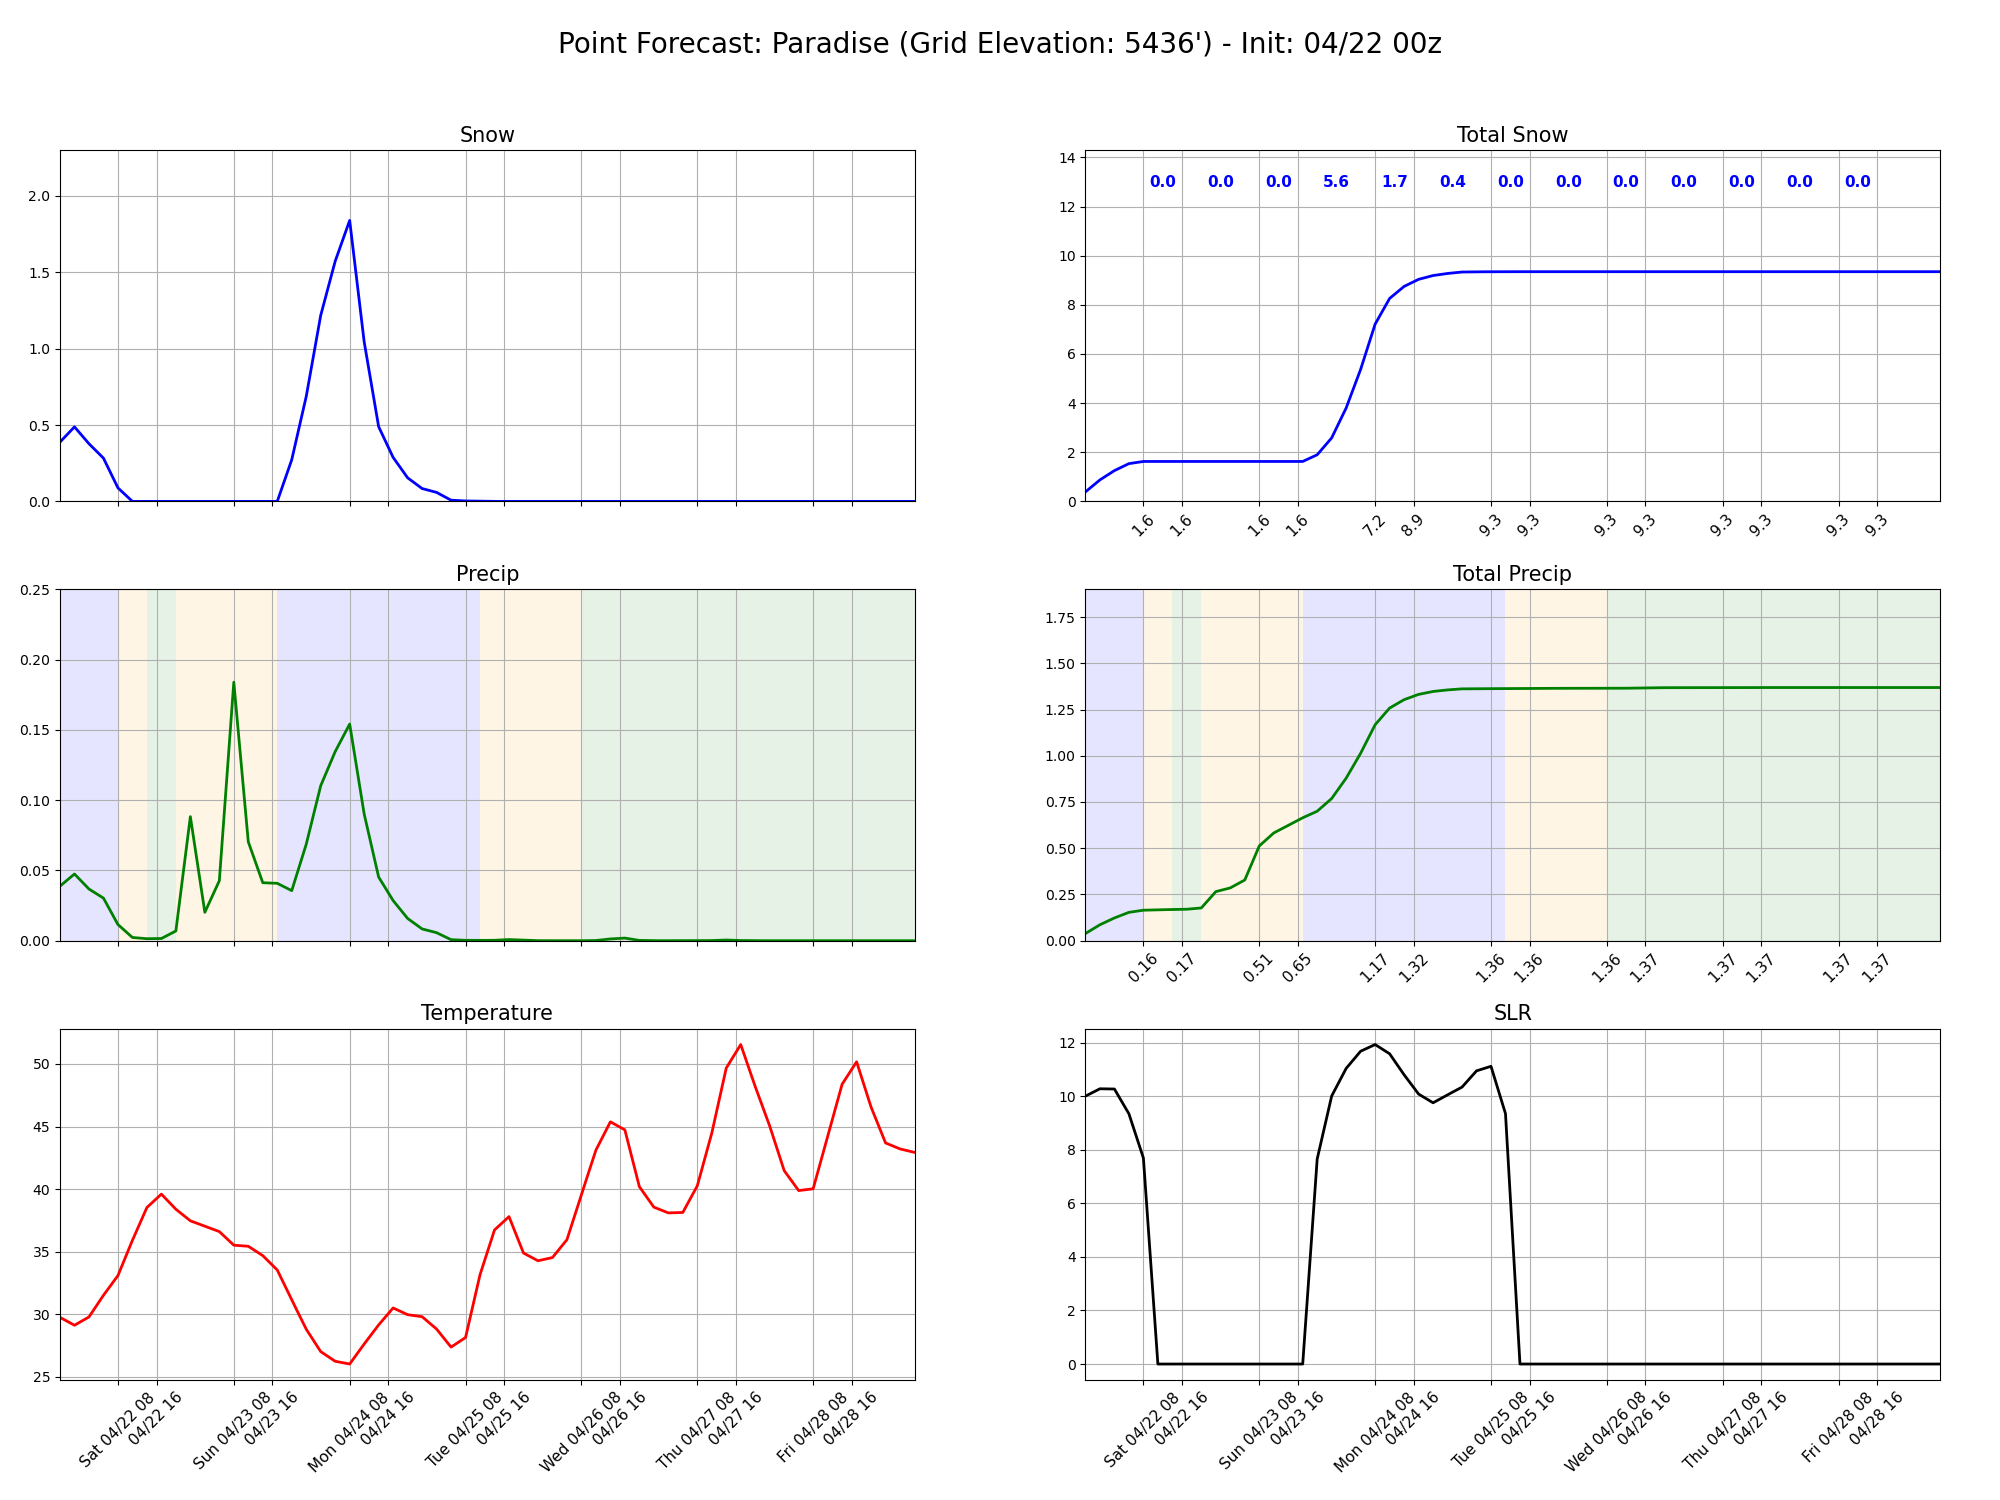 Point Forecast: Paradise (Grid Elevation: 5436') - Init: 04/22 00z
Snow
2.0
1.5
1.0
0.5
0.0
Total Snow
14
12
10
8
6
4
2
0
0.0 0.0 0.0 5.6 1.7 0.4 0.0 0.0 0.0 0.0 0.0 0.0 0.0
1.6 1.6 1.6 1.6 7.2 8.9 9.3 9.3 9.3 9.3 9.3 9.3 9.3 9.3
Precip
0.25
0.20
0.15
0.10
0.05
0.00
Total Precip
1.75
1.50
1.25
1.00
0.75
0.50
0.25
0.00
0.16 0.17 0.51 0.65 1.17 1.32 1.36 1.36 1.36 1.37 1.37 1.37 1.37 1.37
Temperature
50
45
40
35
30
25
Sat 04/22 08
04/22 16
Sun 04/23 08
04/23 16
Mon 04/24 08
04/24 16
Tue 04/25 08
04/25 16
Wed 04/26 08
04/26 16
Thu 04/27 08
04/27 16
Fri 04/28 08
04/28 16
SLR
12
10
8
6
4
2
0
Sat 04/22 08
04/22 16
Sun 04/23 08
04/23 16
Mon 04/24 08
04/24 16
Tue 04/25 08
04/25 16
Wed 04/26 08
04/26 16
Thu 04/27 08
04/27 16
Fri 04/28 08
04/28 16